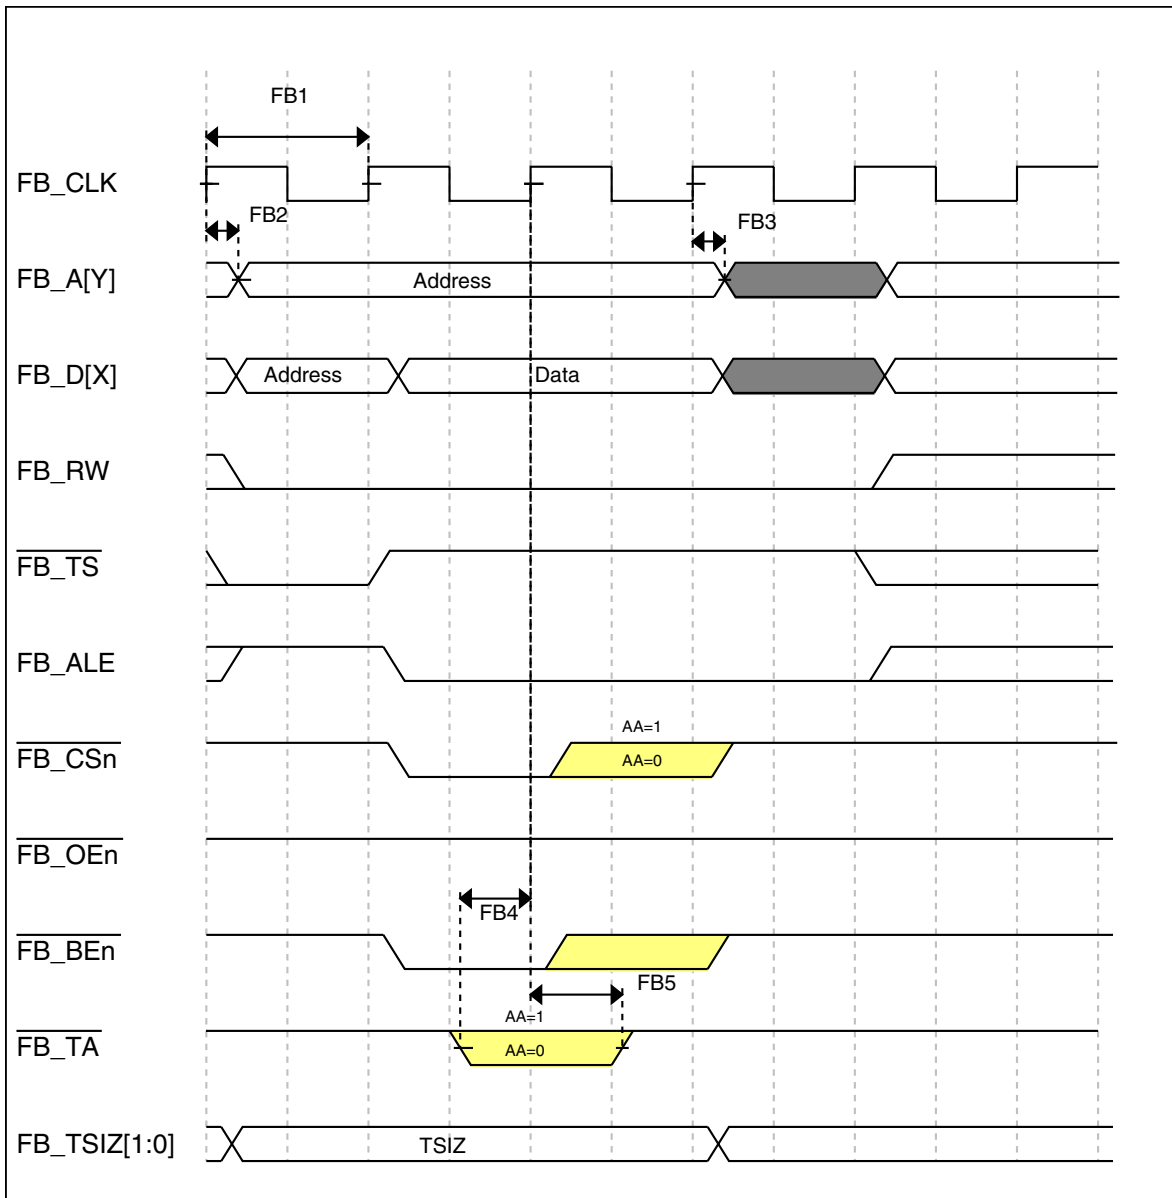 FB1
FB_CLK
FB2
FB3
FB_A[Y]
Address
FB_D[X]
Address
Data
FB_RW
FB_TS
FB_ALE
AA=1
FB_CSn
AA=0
FB_OEn
FB4
FB_BEn
FB5
AA=1
FB_TA
AA=0
FB_TSIZ[1:0]
TSIZ